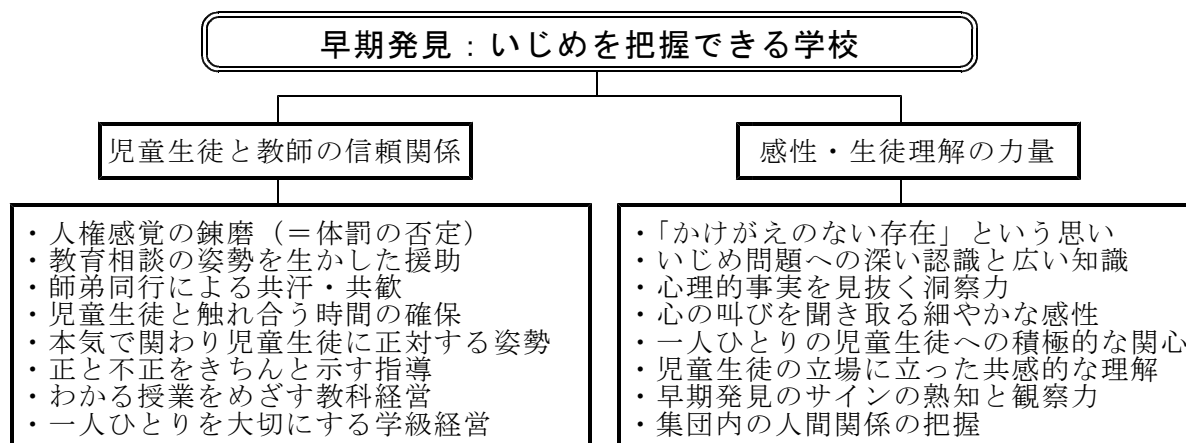 早期発見：いじめを把握できる学校
児童生徒と教師の信頼関係
・人権感覚の錬磨（＝体罰の否定）
・教育相談の姿勢を生かした援助
・師弟同行による共汗・共歓
・児童生徒と触れ合う時間の確保
・本気で関わり児童生徒に正対する姿勢
・正と不正をきちんと示す指導
・わかる授業をめざす教科経営
・一人ひとりを大切にする学級経営
感性・生徒理解の力量
・「かけがえのない存在」という思い
・いじめ問題への深い認識と広い知識
・心理的事実を見抜く洞察力
・心の叫びを聞き取る細やかな感性
・一人ひとりの児童生徒への積極的な関心
・児童生徒の立場に立った共感的な理解
・早期発見のサインの熟知と観察力
・集団内の人間関係の把握